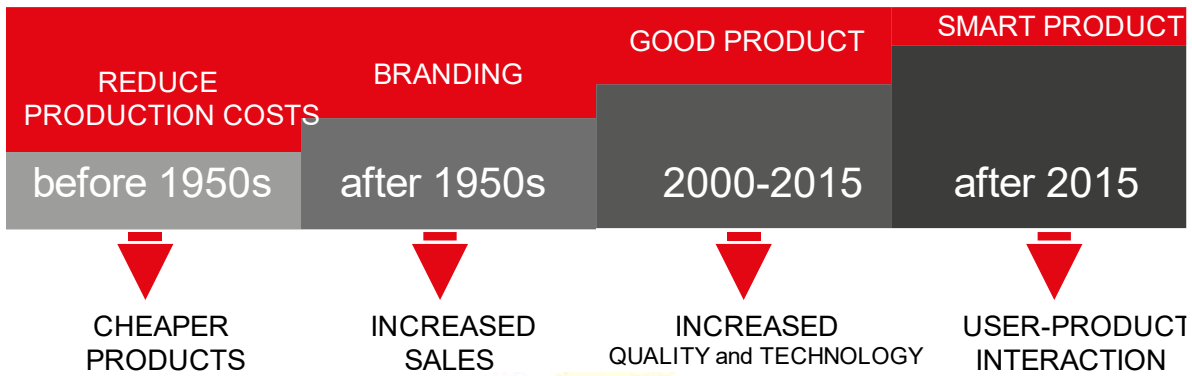 REDUCE
PRODUCTION COSTS
BRANDING
GOOD PRODUCT
SMART PRODUCT
before 1950s
after 1950s
2000-2015
after 2015
CHEAPER
PRODUCTS
INCREASED
SALES
INCREASED
QUALITY and TECHNOLOGY
USER-PRODUCT
INTERACTION